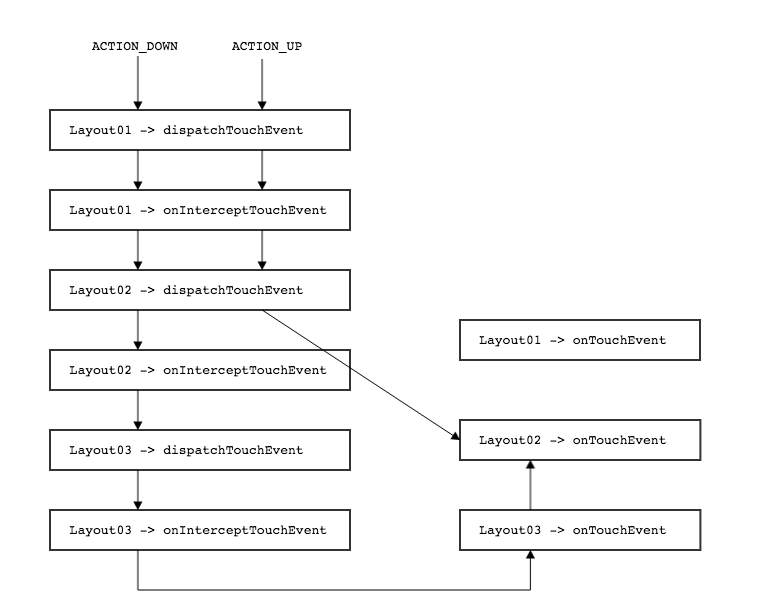 ACTION_DOWN ACTION_UP
Layout01 -> dispatchTouchEvent
Layout01 -> onInterceptTouchEvent
Layout02 -> dispatchTouchEvent
Layout01 -> onTouchEvent
Layout02 -> onInterceptTouchEvent
Layout02 -> onTouchEvent
Layout03 -> dispatchTouchEvent
Layout03 -> onInterceptTouchEvent
Layout03 -> onTouchEvent